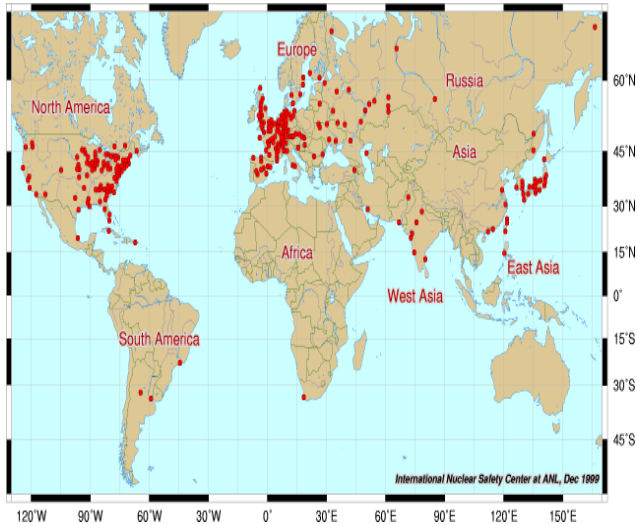 Europe
Russia
60°N
North America
Asia
45°N
30°N
Africa
15°N
East Asia
West Asia
0°
South America
15°S
30°S
45°S
International Nuclear Safety Center at ANL, Dec 1999
120°W 90°W 60°W 30°W 0° 30°E 60°E 90°E 120°E 150°E